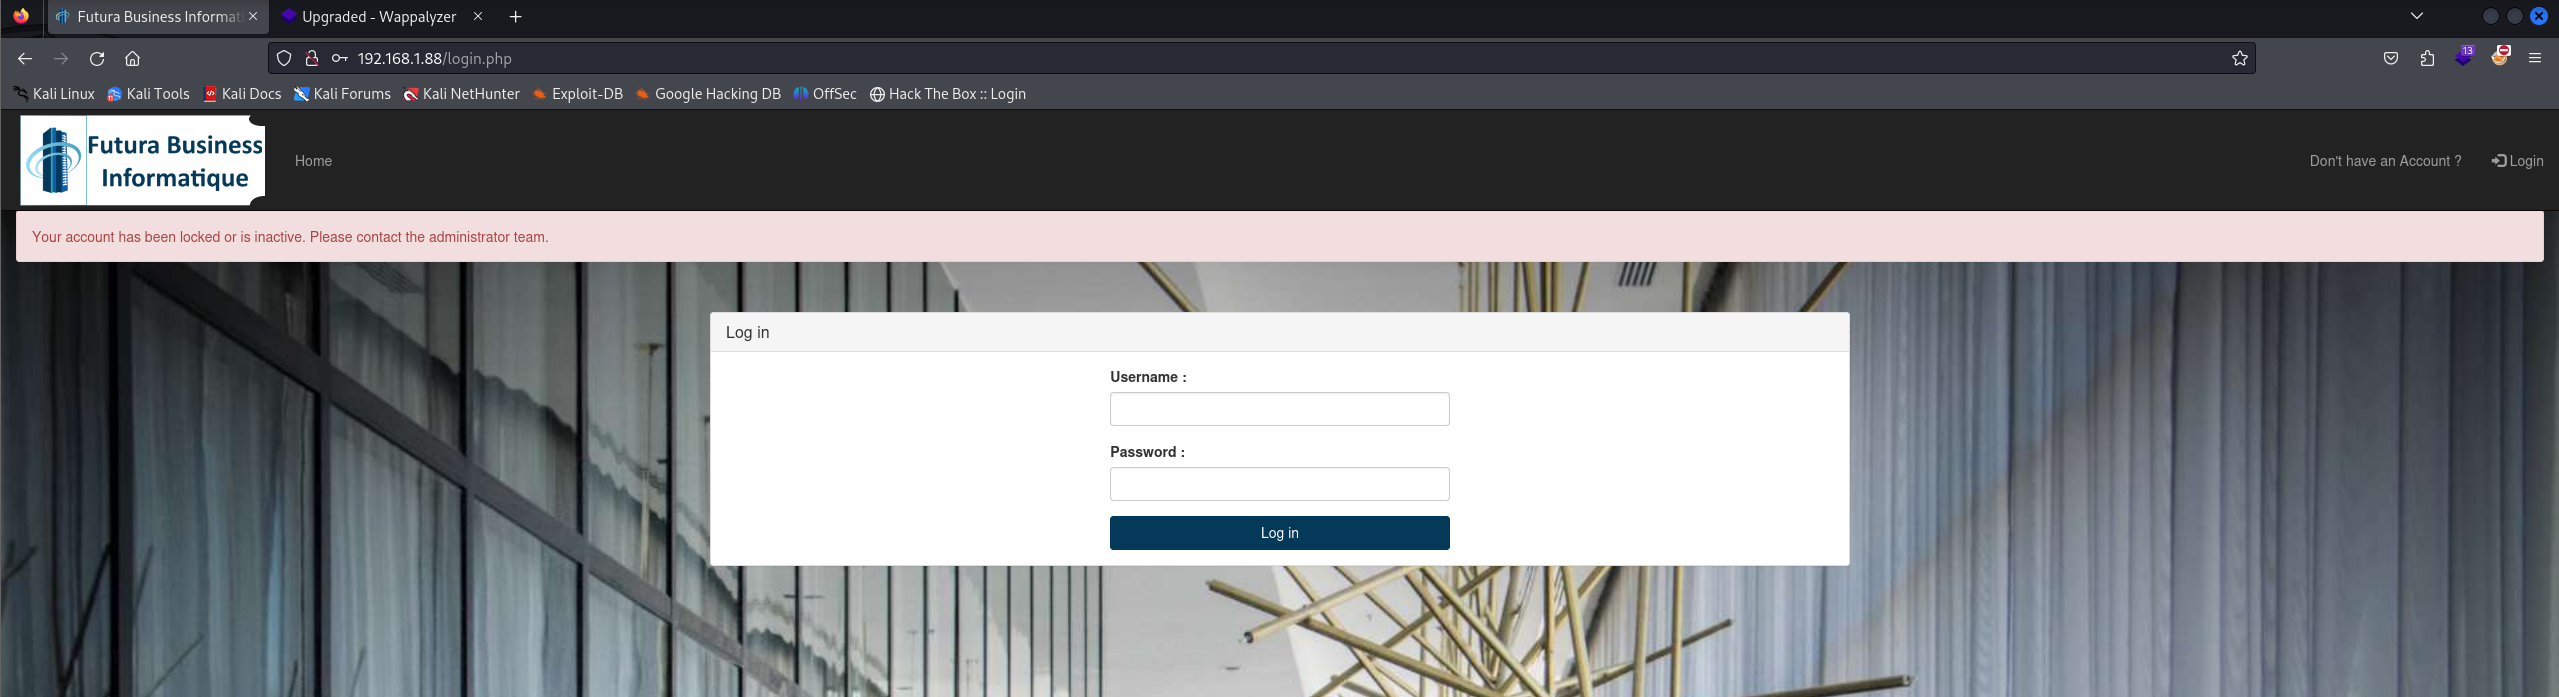 Futura Business Informat
Upgraded - Wappalyzer
192.168.1.88/login.php
13
Kali Linux Kali Tools Kali Docs Kali Forums Kali NetHunter Exploit-DB Google Hacking DB OffSec Hack The Box :: Login
Futura Business
Informatique
Home
Don't have an Account ?
Login
Your account has been locked or is inactive. Please contact the administrator team.
Log in
Username :
Password :
Log in